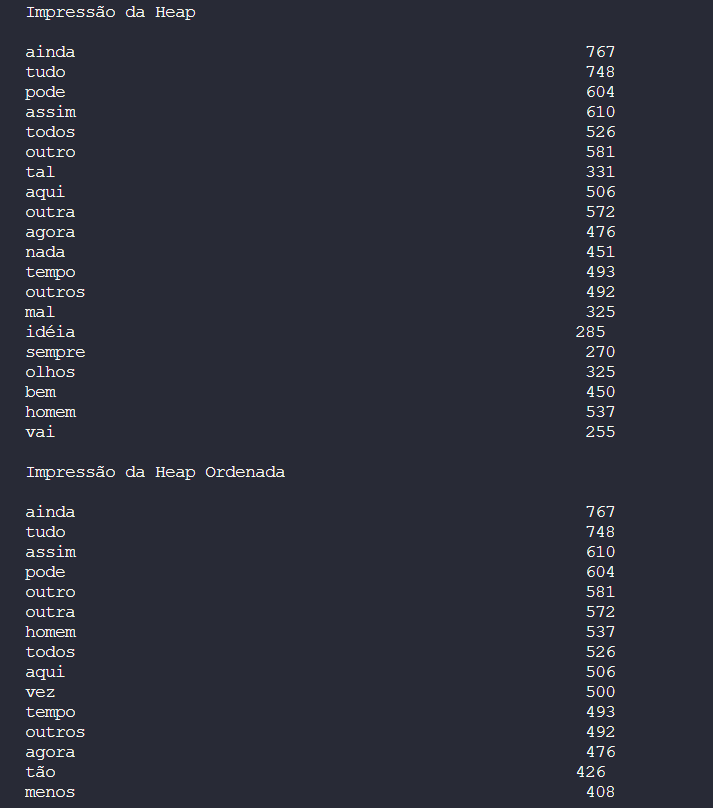 Impressão da Heap
ainda 767
tudo 748
pode 604
assim 610
todos 526
outro 581
tal 331
aqui 506
outra 572
agora 476
nada 451
tempo 493
outros 492
mal 325
idéia 285
sempre 270
olhos 325
bem 450
homem 537
vai 255
Impressão da Heap Ordenada
ainda 767
tudo 748
assim 610
pode 604
outro 581
outra 572
homem 537
todos 526
aqui 506
vez 500
tempo 493
outros 492
agora 476
tão 426
menos 408